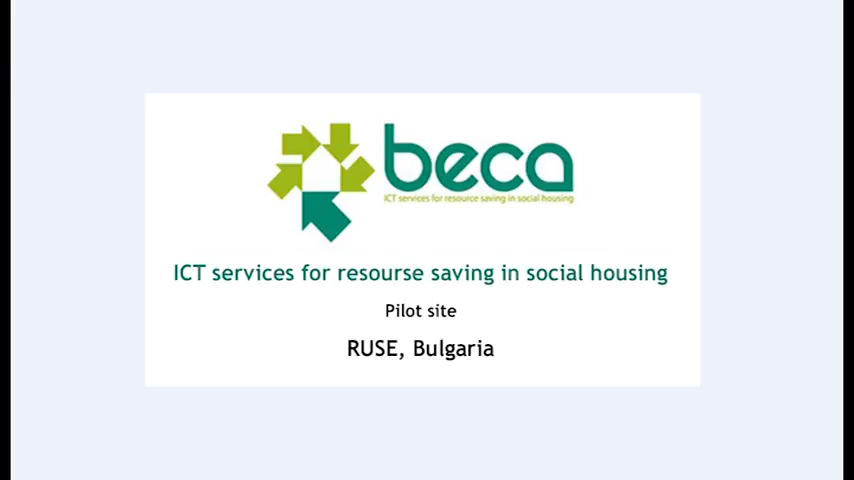 beca
ICT services for resource saving in social housing
ICT services for resourse saving in social housing
Pilot site
RUSE, Bulgaria